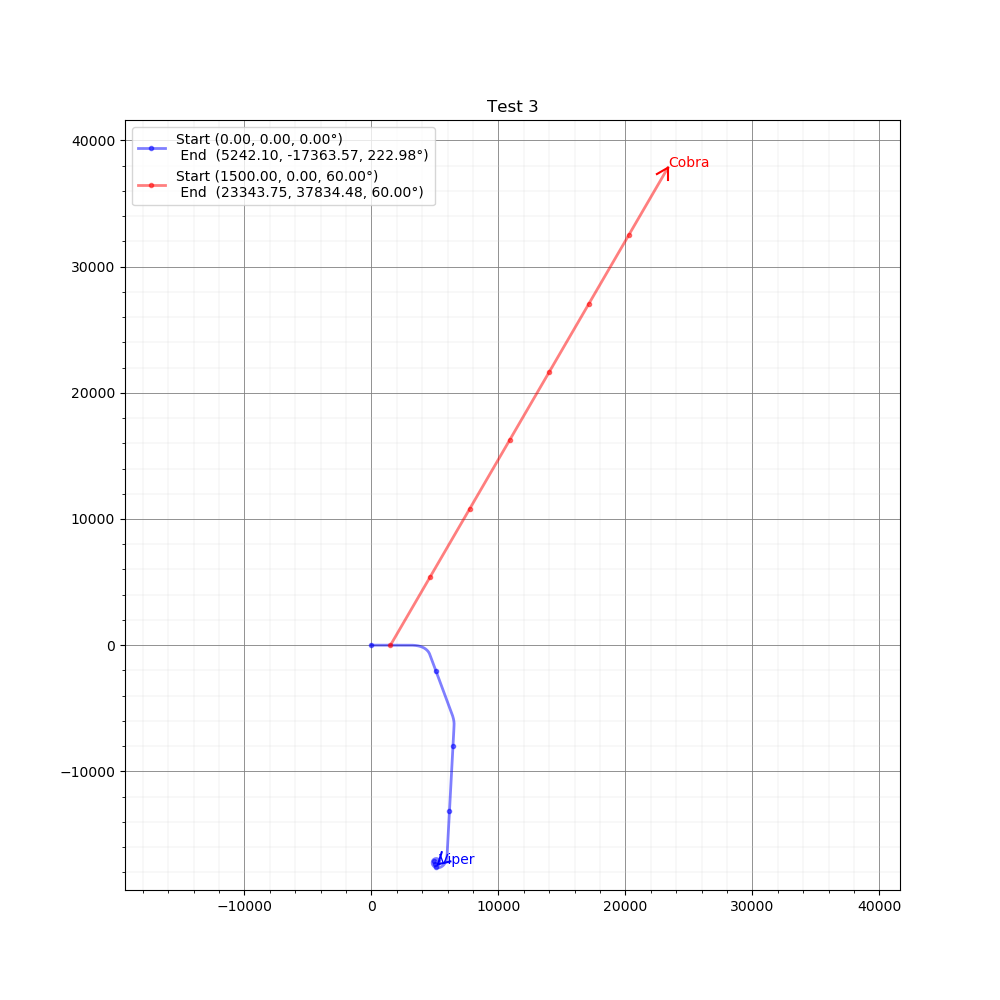 Test 3
Start (0.00, 0.00, 0.00°)
End (5242.10, -17363.57, 222.98°)
Start (1500.00, 0.00, 60.00°)
End (23343.75, 37834.48, 60.00°)
Cobra
Viper
40000
30000
20000
10000
0
−10000
−10000
0
10000
20000
30000
40000